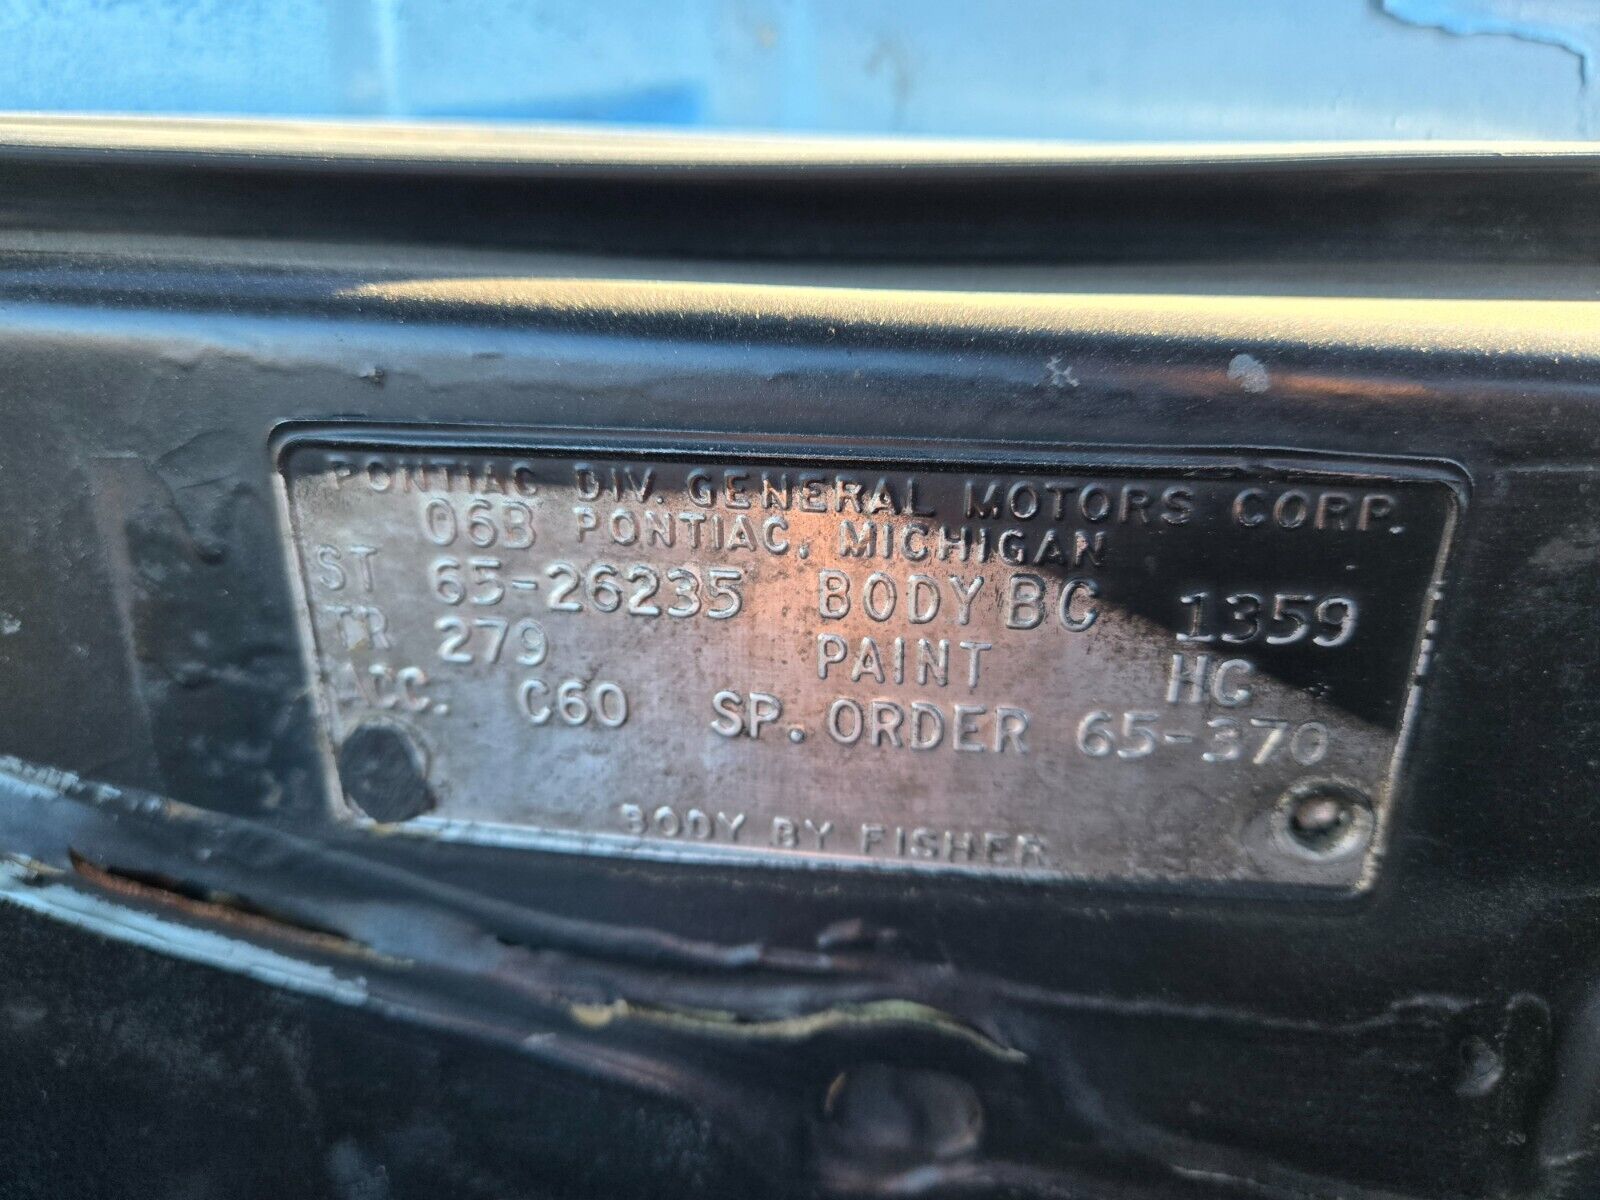 PONTIAC DIV. GENERAL MOTORS CORP.
06B PONTIAC, MICHIGAN
ST 65-26235 BODY BC 1359
TR 279 PAINT HC
ACC. C60 SP. ORDER 65-370
BODY BY FISHER